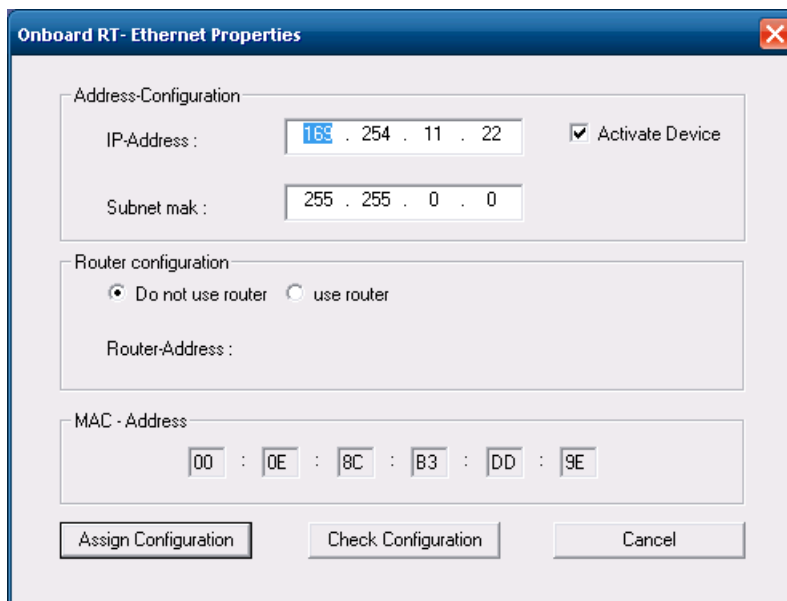 Onboard RT- Ethernet Properties
Address-Configuration
IP-Address : 169 . 254 . 11 . 22 Activate Device
Subnet mak : 255 . 255 . 0 . 0
Router configuration
Do not use router use router
Router-Address :
MAC - Address
00 : 0E : 8C : B3 : DD : 9E
Assign Configuration Check Configuration Cancel